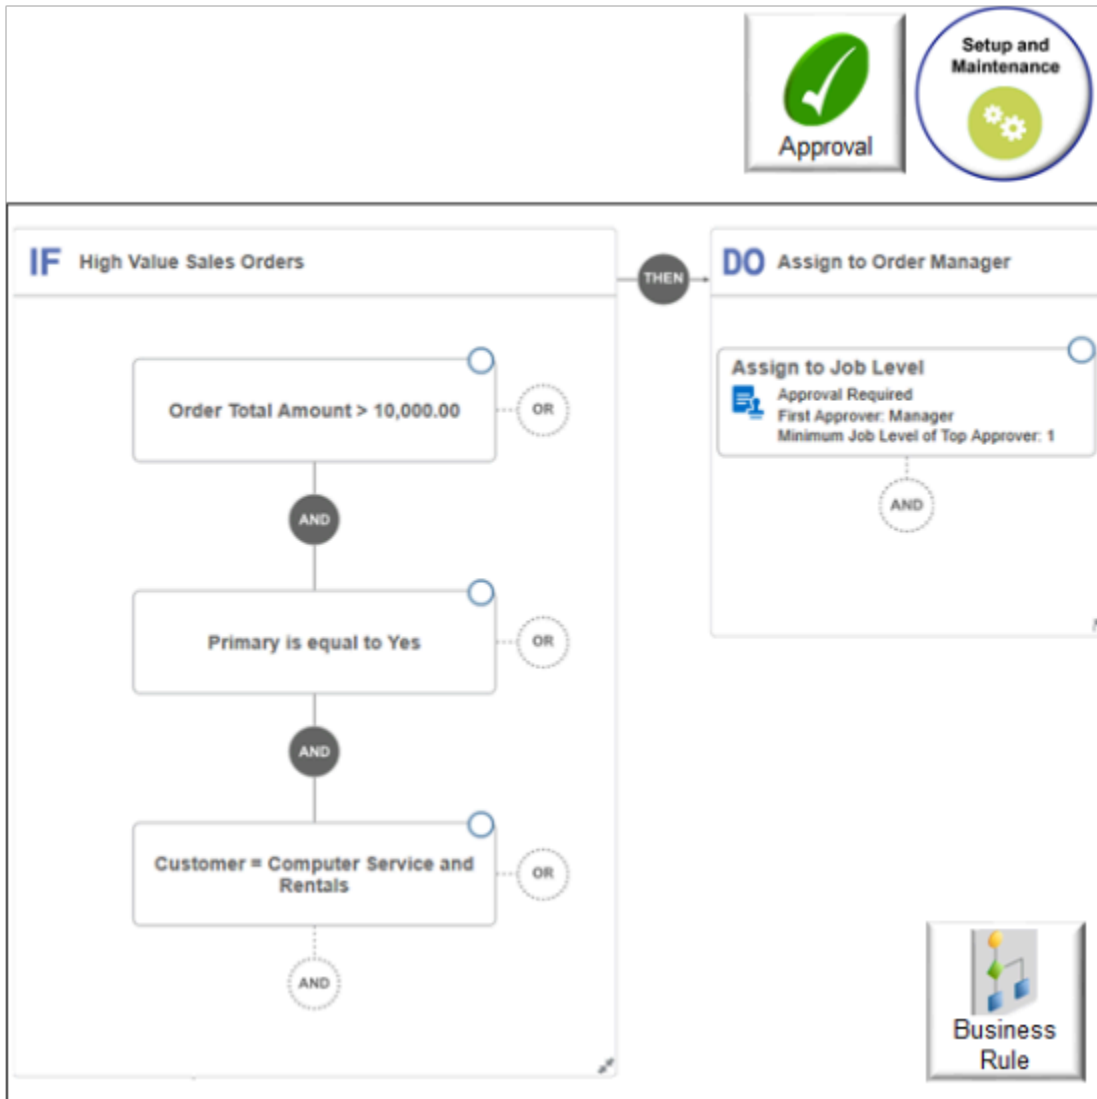 Setup and
Maintenance
Approval
IF High Value Sales Orders
THEN
DO Assign to Order Manager
Order Total Amount > 10,000.00
OR
AND
Primary is equal to Yes
OR
AND
Customer = Computer Service and
Rentals
OR
AND
Assign to Job Level
Approval Required
First Approver: Manager
Minimum Job Level of Top Approver: 1
AND
Business
Rule